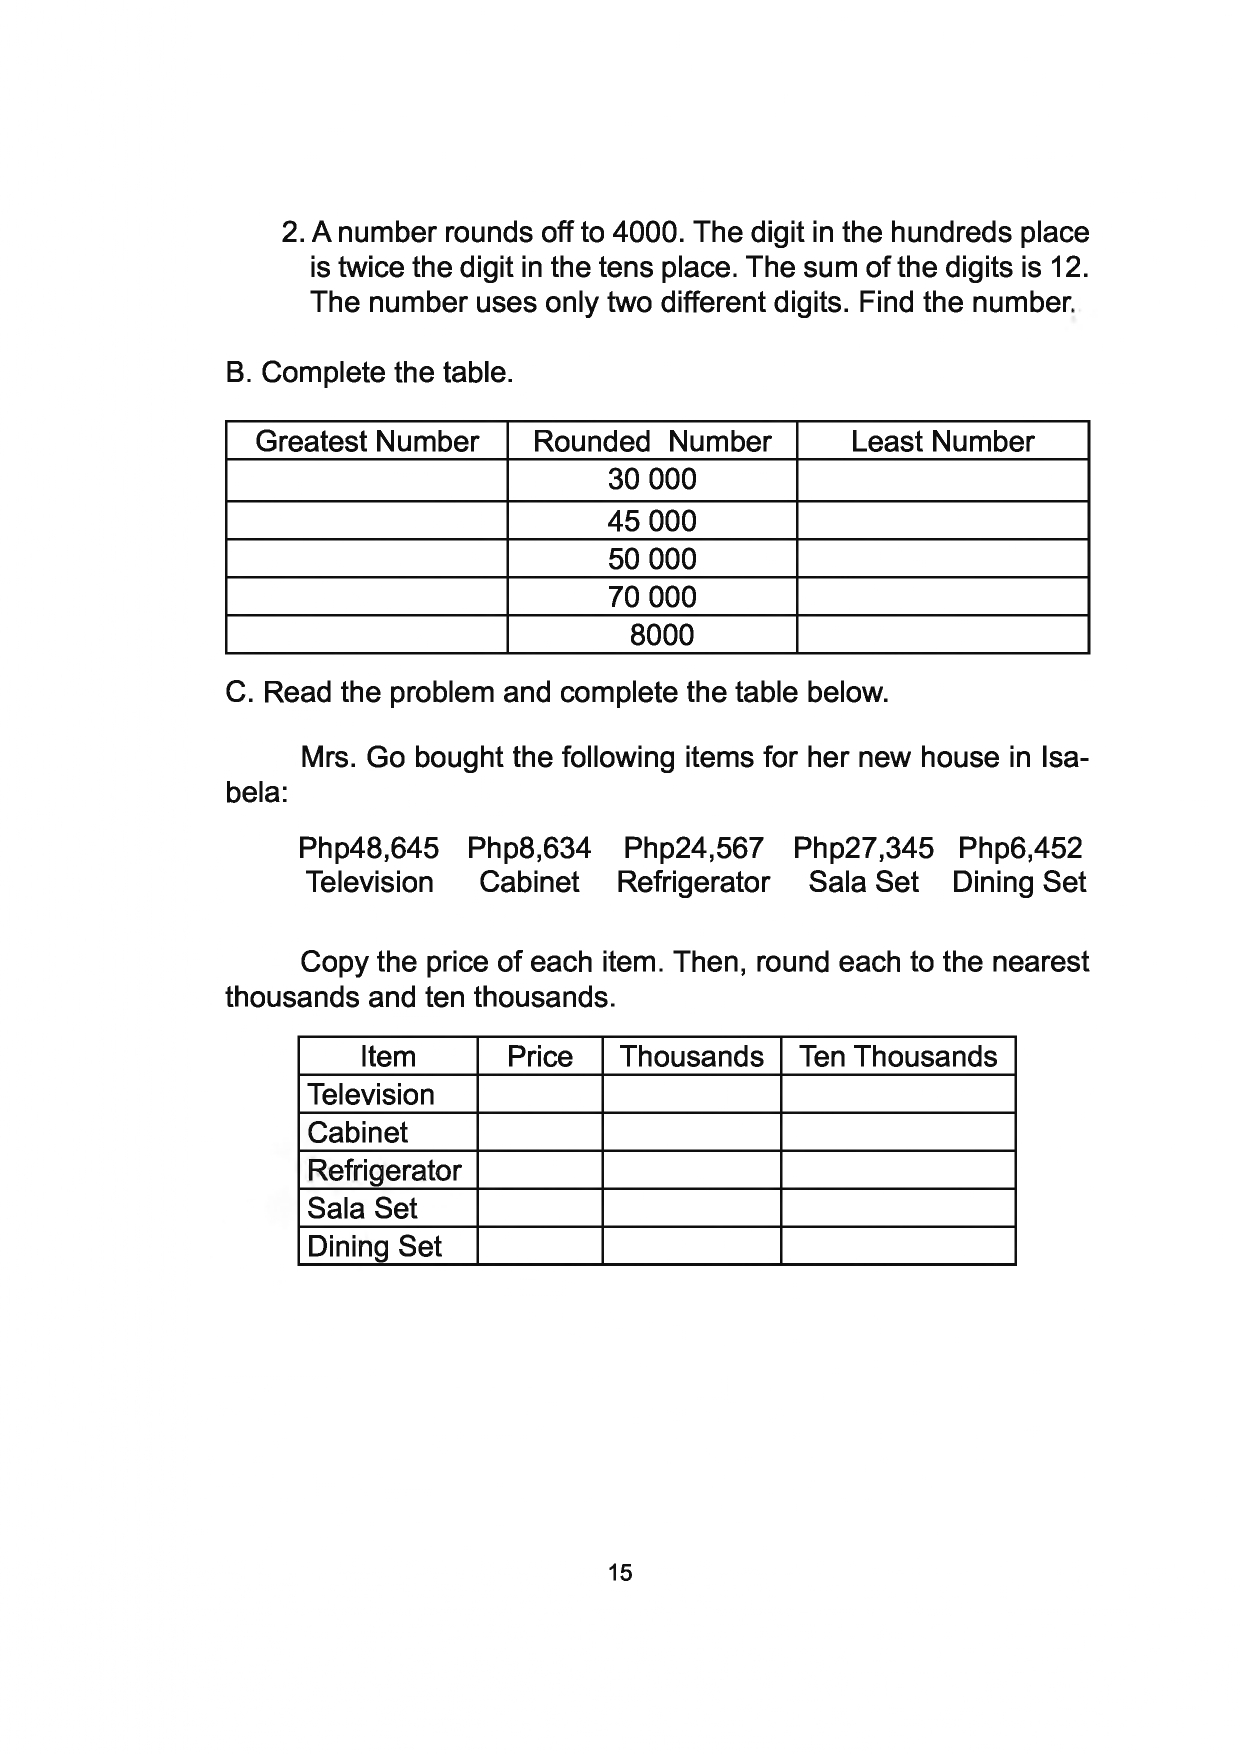 2. A number rounds off to 4000. The digit in the hundreds place
is twice the digit in the tens place. The sum of the digits is 12.
The number uses only two different digits. Find the number.
B. Complete the table.
Greatest Number Rounded Number Least Number
30 000
45 000
50 000
70 000
8000
C. Read the problem and complete the table below.
Mrs. Go bought the following items for her new house in Isa-
bela:
Php48,645 Php8,634 Php24,567 Php27,345 Php6,452
Television Cabinet Refrigerator Sala Set Dining Set
Copy the price of each item. Then, round each to the nearest
thousands and ten thousands.
Item Price Thousands Ten Thousands
Television
Cabinet
Refrigerator
Sala Set
Dining Set
15